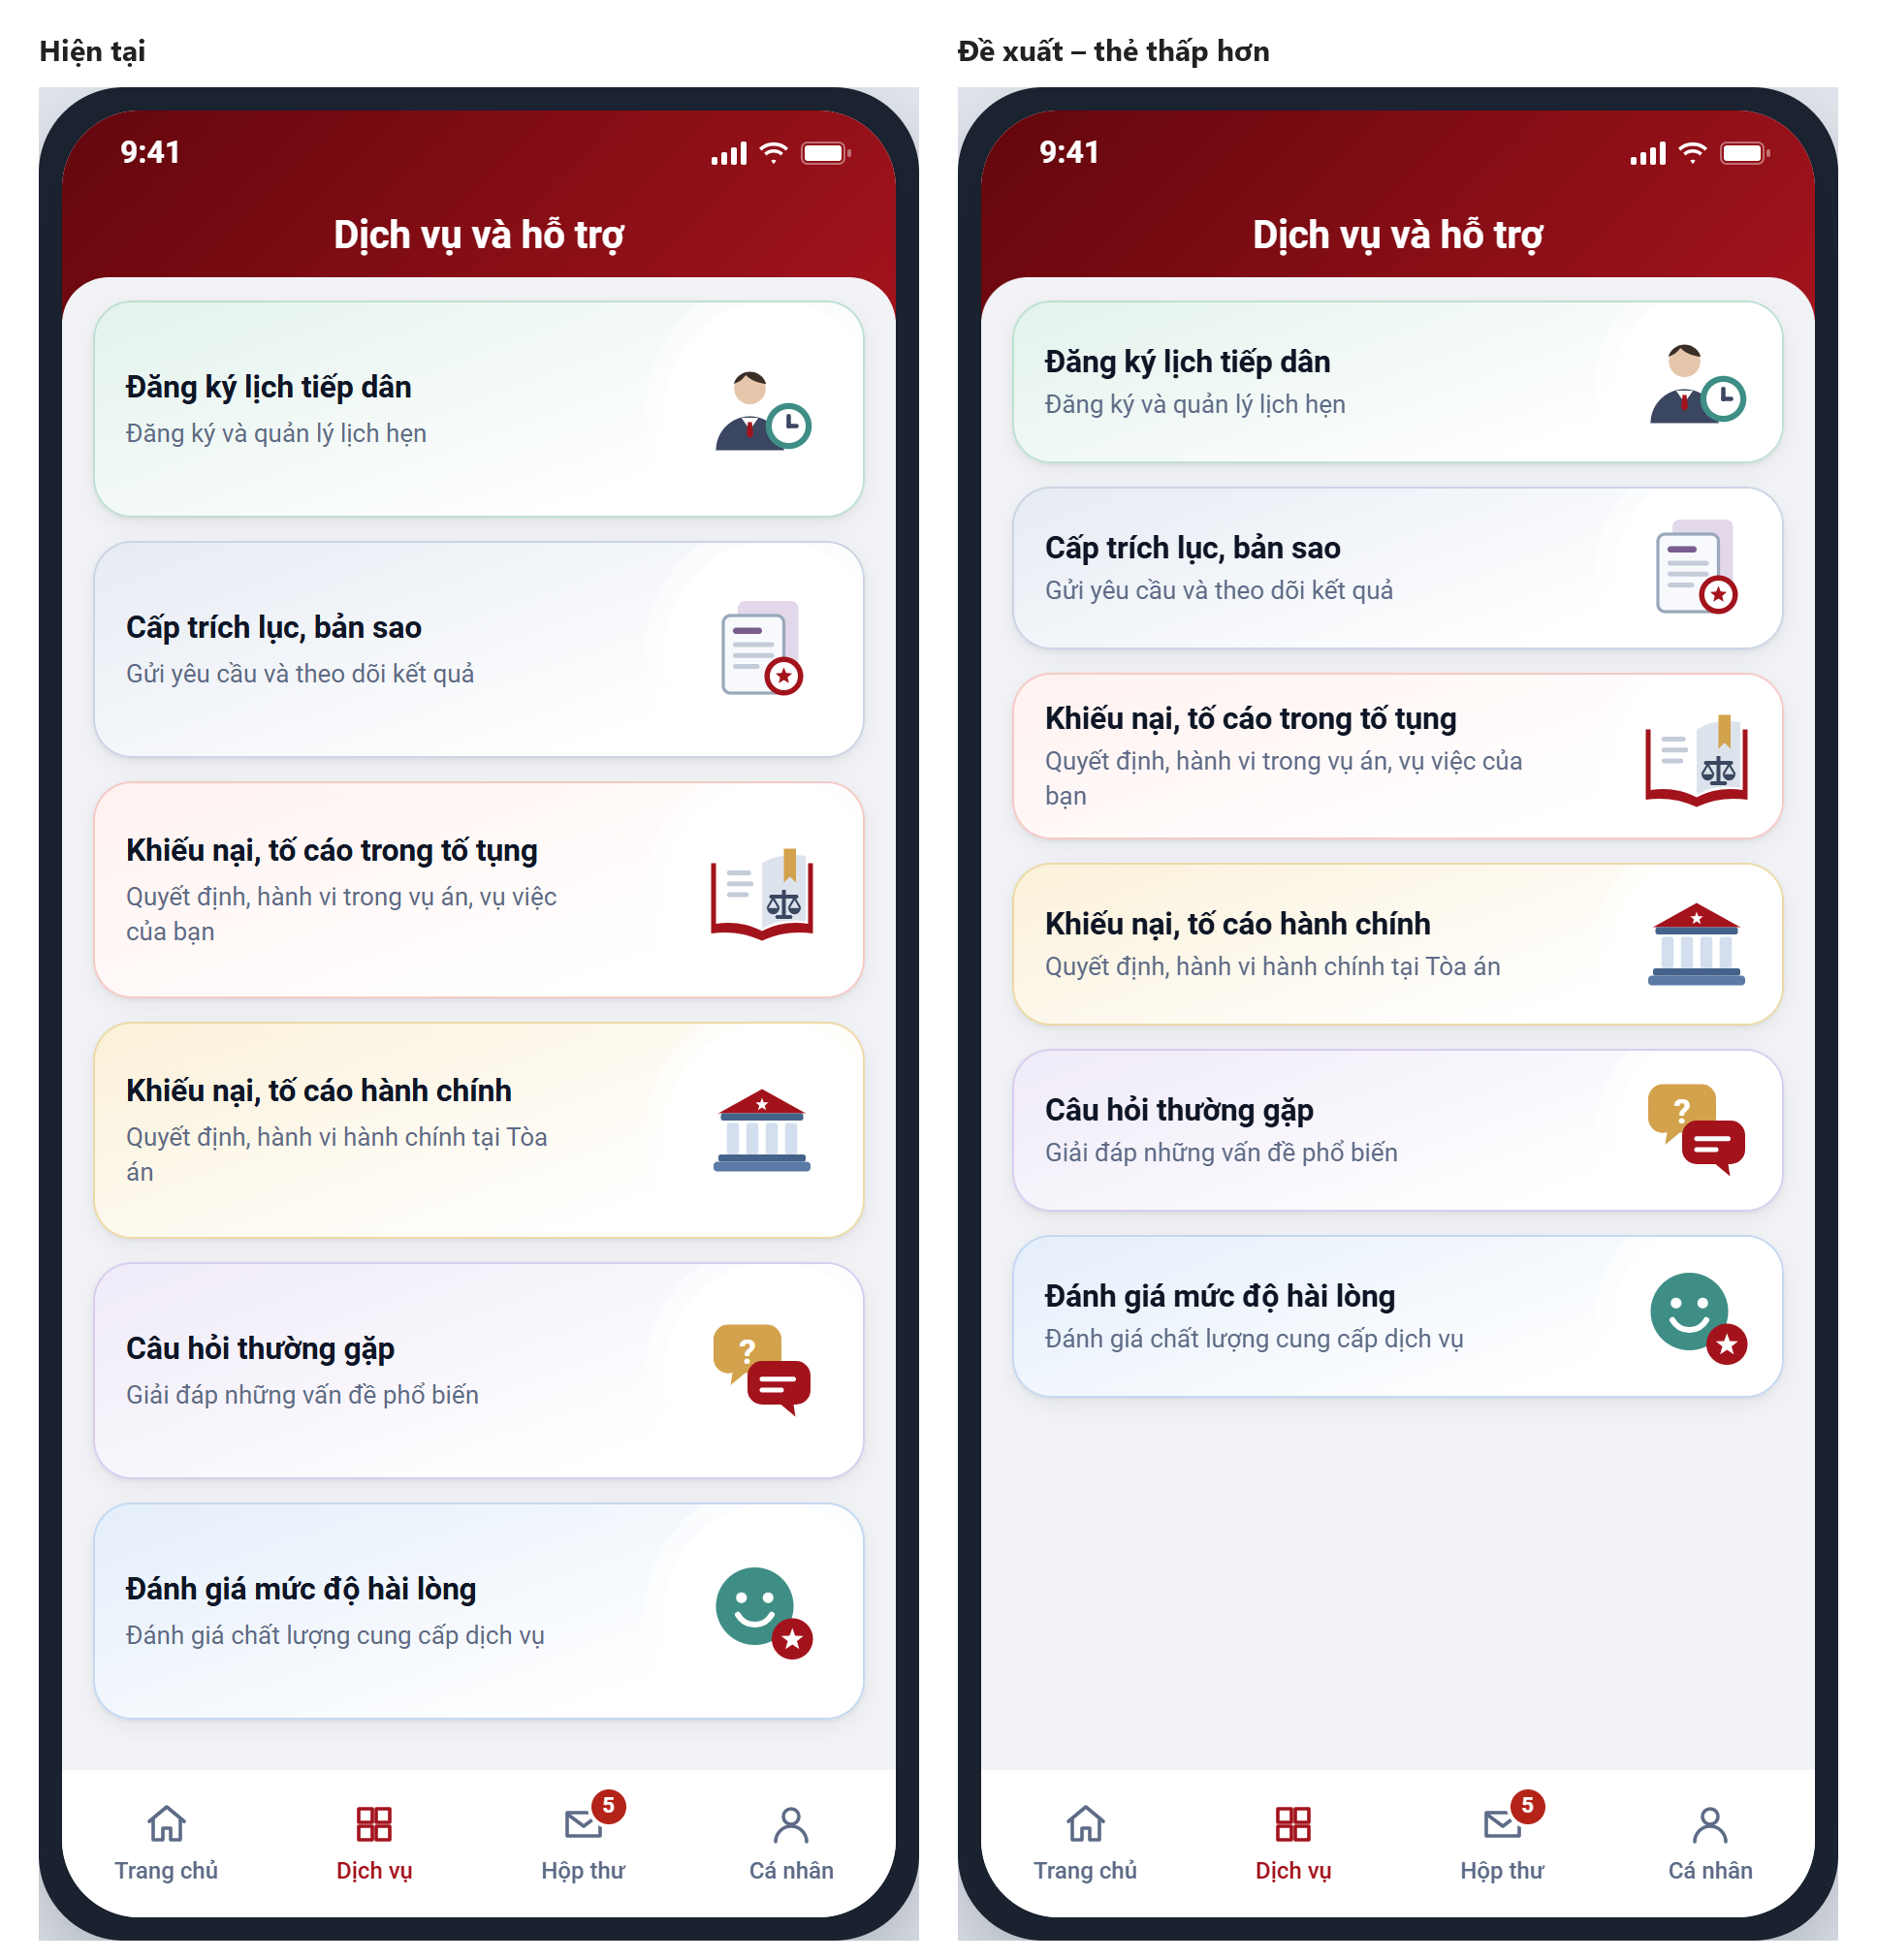 Hiện tại
9:41
Dịch vụ và hỗ trợ
Đăng ký lịch tiếp dân
Đăng ký và quản lý lịch hẹn
Cấp trích lục, bản sao
Gửi yêu cầu và theo dõi kết quả
Khiếu nại, tố cáo trong tố tụng
Quyết định, hành vi trong vụ án, vụ việc
của bạn
Khiếu nại, tố cáo hành chính
Quyết định, hành vi hành chính tại Tòa
án
Câu hỏi thường gặp
Giải đáp những vấn đề phổ biến
?
Đánh giá mức độ hài lòng
Đánh giá chất lượng cung cấp dịch vụ
5
Trang chủ
Dịch vụ
Hộp thư
Cá nhân
Đề xuất – thẻ thấp hơn
9:41
Dịch vụ và hỗ trợ
Đăng ký lịch tiếp dân
Đăng ký và quản lý lịch hẹn
Cấp trích lục, bản sao
Gửi yêu cầu và theo dõi kết quả
Khiếu nại, tố cáo trong tố tụng
Quyết định, hành vi trong vụ án, vụ việc của
bạn
Khiếu nại, tố cáo hành chính
Quyết định, hành vi hành chính tại Tòa án
Câu hỏi thường gặp
Giải đáp những vấn đề phổ biến
?
Đánh giá mức độ hài lòng
Đánh giá chất lượng cung cấp dịch vụ
5
Trang chủ
Dịch vụ
Hộp thư
Cá nhân